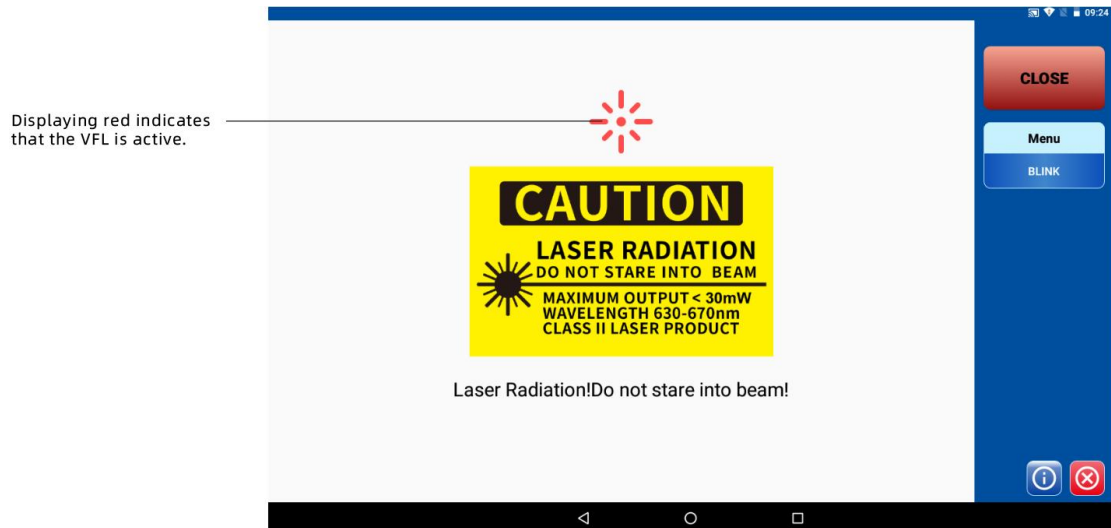 09:24
Displaying red indicates
that the VFL is active.
CAUTION
LASER RADIATION
DO NOT STARE INTO BEAM
MAXIMUM OUTPUT < 30mW
WAVELENGTH 630-670nm
CLASS II LASER PRODUCT
Laser Radiation!Do not stare into beam!
CLOSE
Menu
BLINK